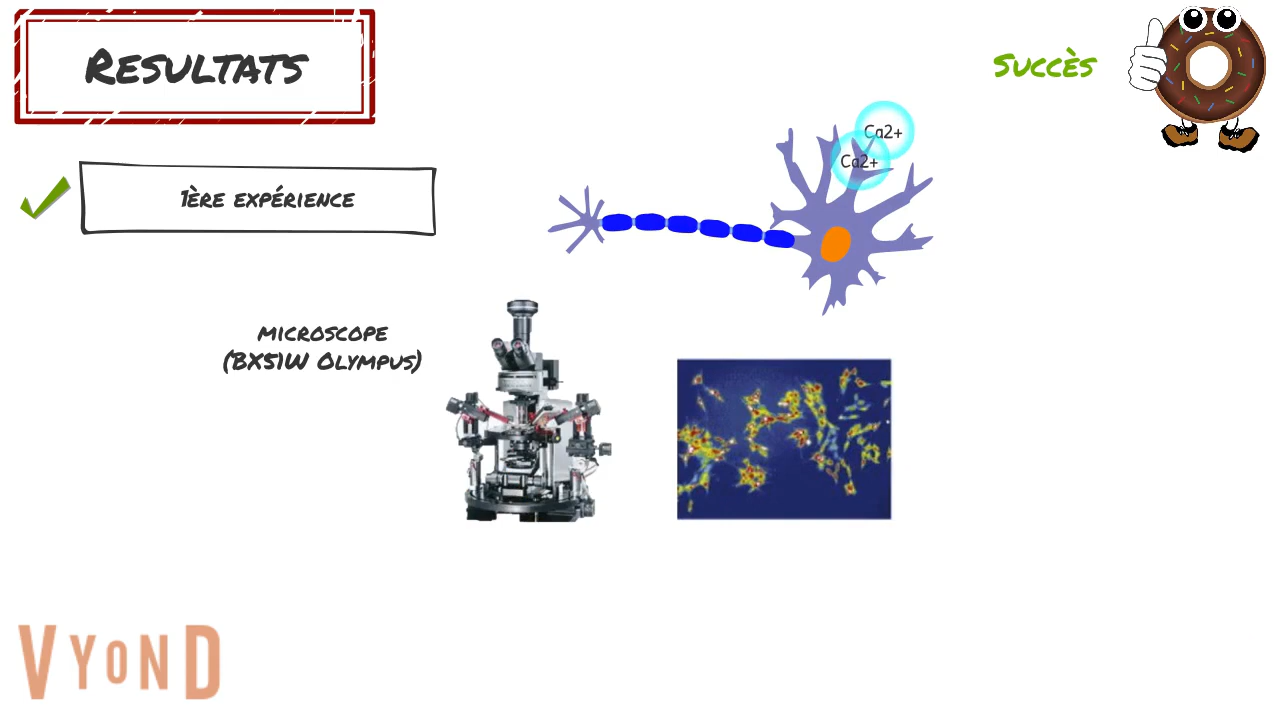 Resultats
Succès
Ca2+
Ca2+
1ère expérience
microscope
(BX51W Olympus)
VYOND